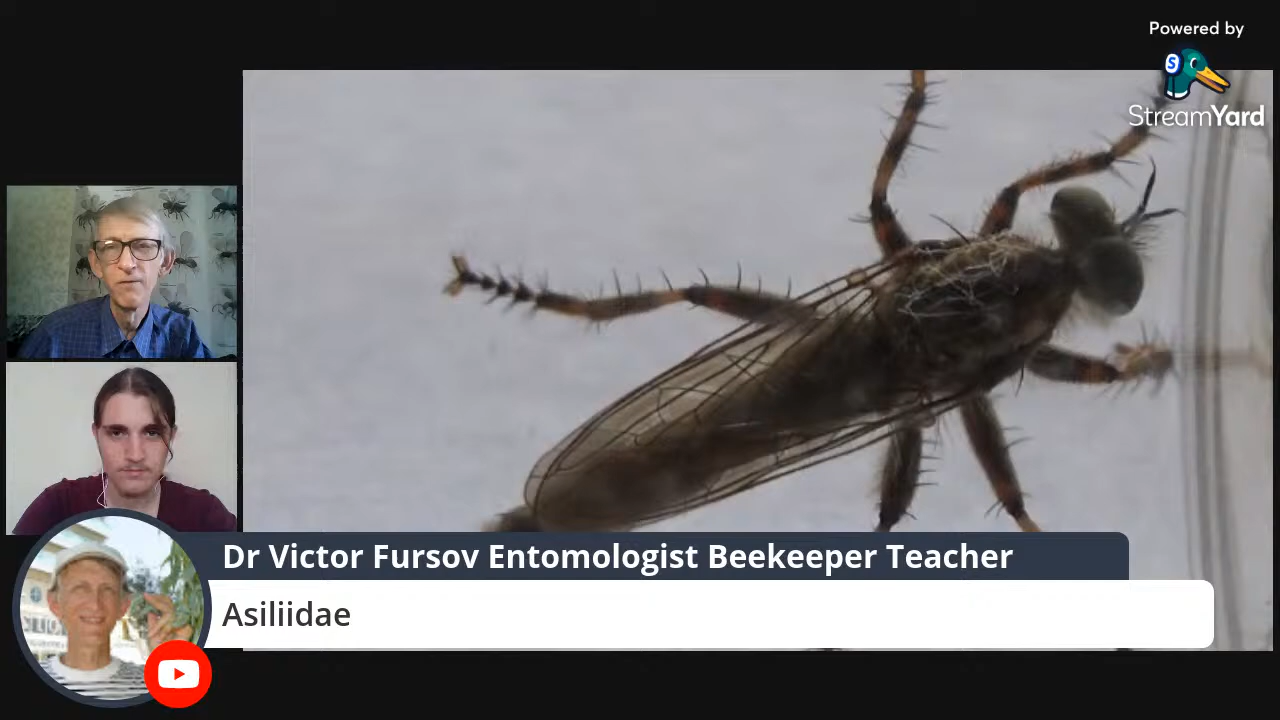 Powered by
S
StreamYard
Dr Victor Fursov Entomologist Beekeeper Teacher
Asiliidae